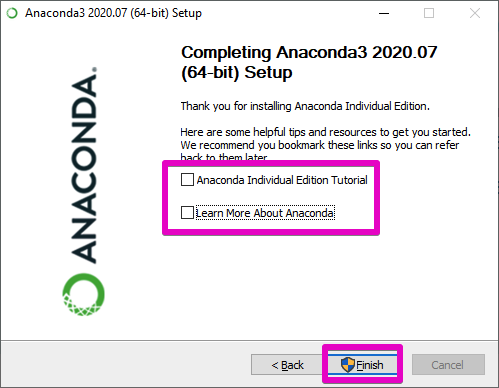 Anaconda3 2020.07 (64-bit) Setup
Completing Anaconda3 2020.07
(64-bit) Setup
Thank you for installing Anaconda Individual Edition.
Here are some helpful tips and resources to get you started.
We recommend you bookmark these links so you can refer
back to them later.
Anaconda Individual Edition Tutorial
Learn More About Anaconda
ANACONDA.
< Back
Finish
Cancel